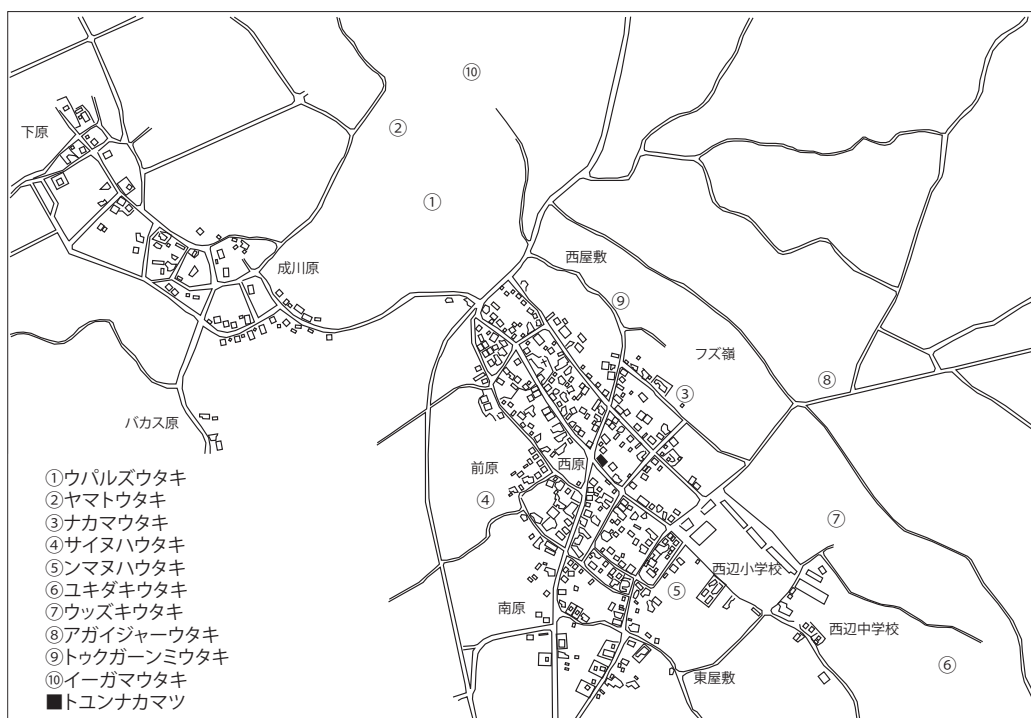 ⑩
下原
②
①
西屋敷
成川原
⑨
フズ嶺
⑧
③
バカス原
前原
西原
④
⑦
西辺小学校
⑤
南原
西辺中学校
⑥
東屋敷
①ウパルズウタキ
②ヤマトウタキ
③ナカマウタキ
④サイヌハウタキ
⑤ンマヌハウタキ
⑥ユキダキウタキ
⑦ウッズキウタキ
⑧アガイジャーウタキ
⑨トゥクガーンミウタキ
⑩イーガマウタキ
■トユンナカマツ